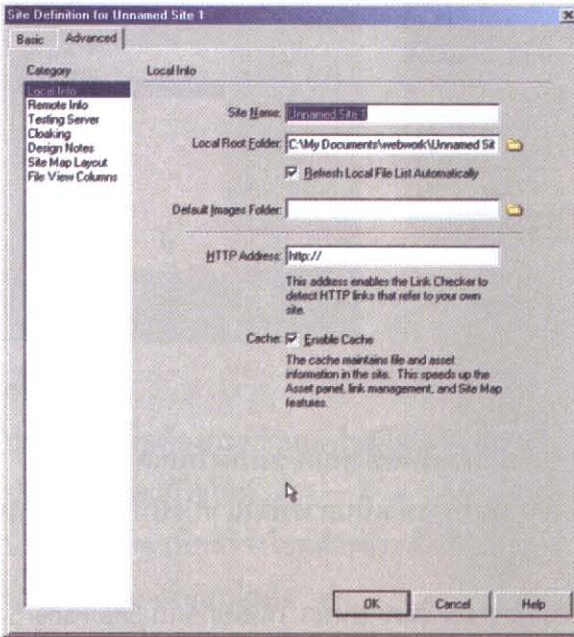 Site Definition for Unnamed Site 1
Basic
Advanced
Category
Local Info
Remote Info
Testing Server
Cloaking
Design Notes
Site Map Layout
File View Columns
Local Info
Site Name: Unnamed Site 1
Local Root Folder: C:\My Documents\webwork\Unnamed Sit
Refresh Local File List Automatically
Default Images Folder:
HTTP Address: http://
This address enables the Link Checker to
detect HTTP links that refer to your own
site.
Cache: Enable Cache
The cache maintains file and asset
information in the site. This speeds up the
Asset panel, link management, and Site Map
features.
OK
Cancel
Help